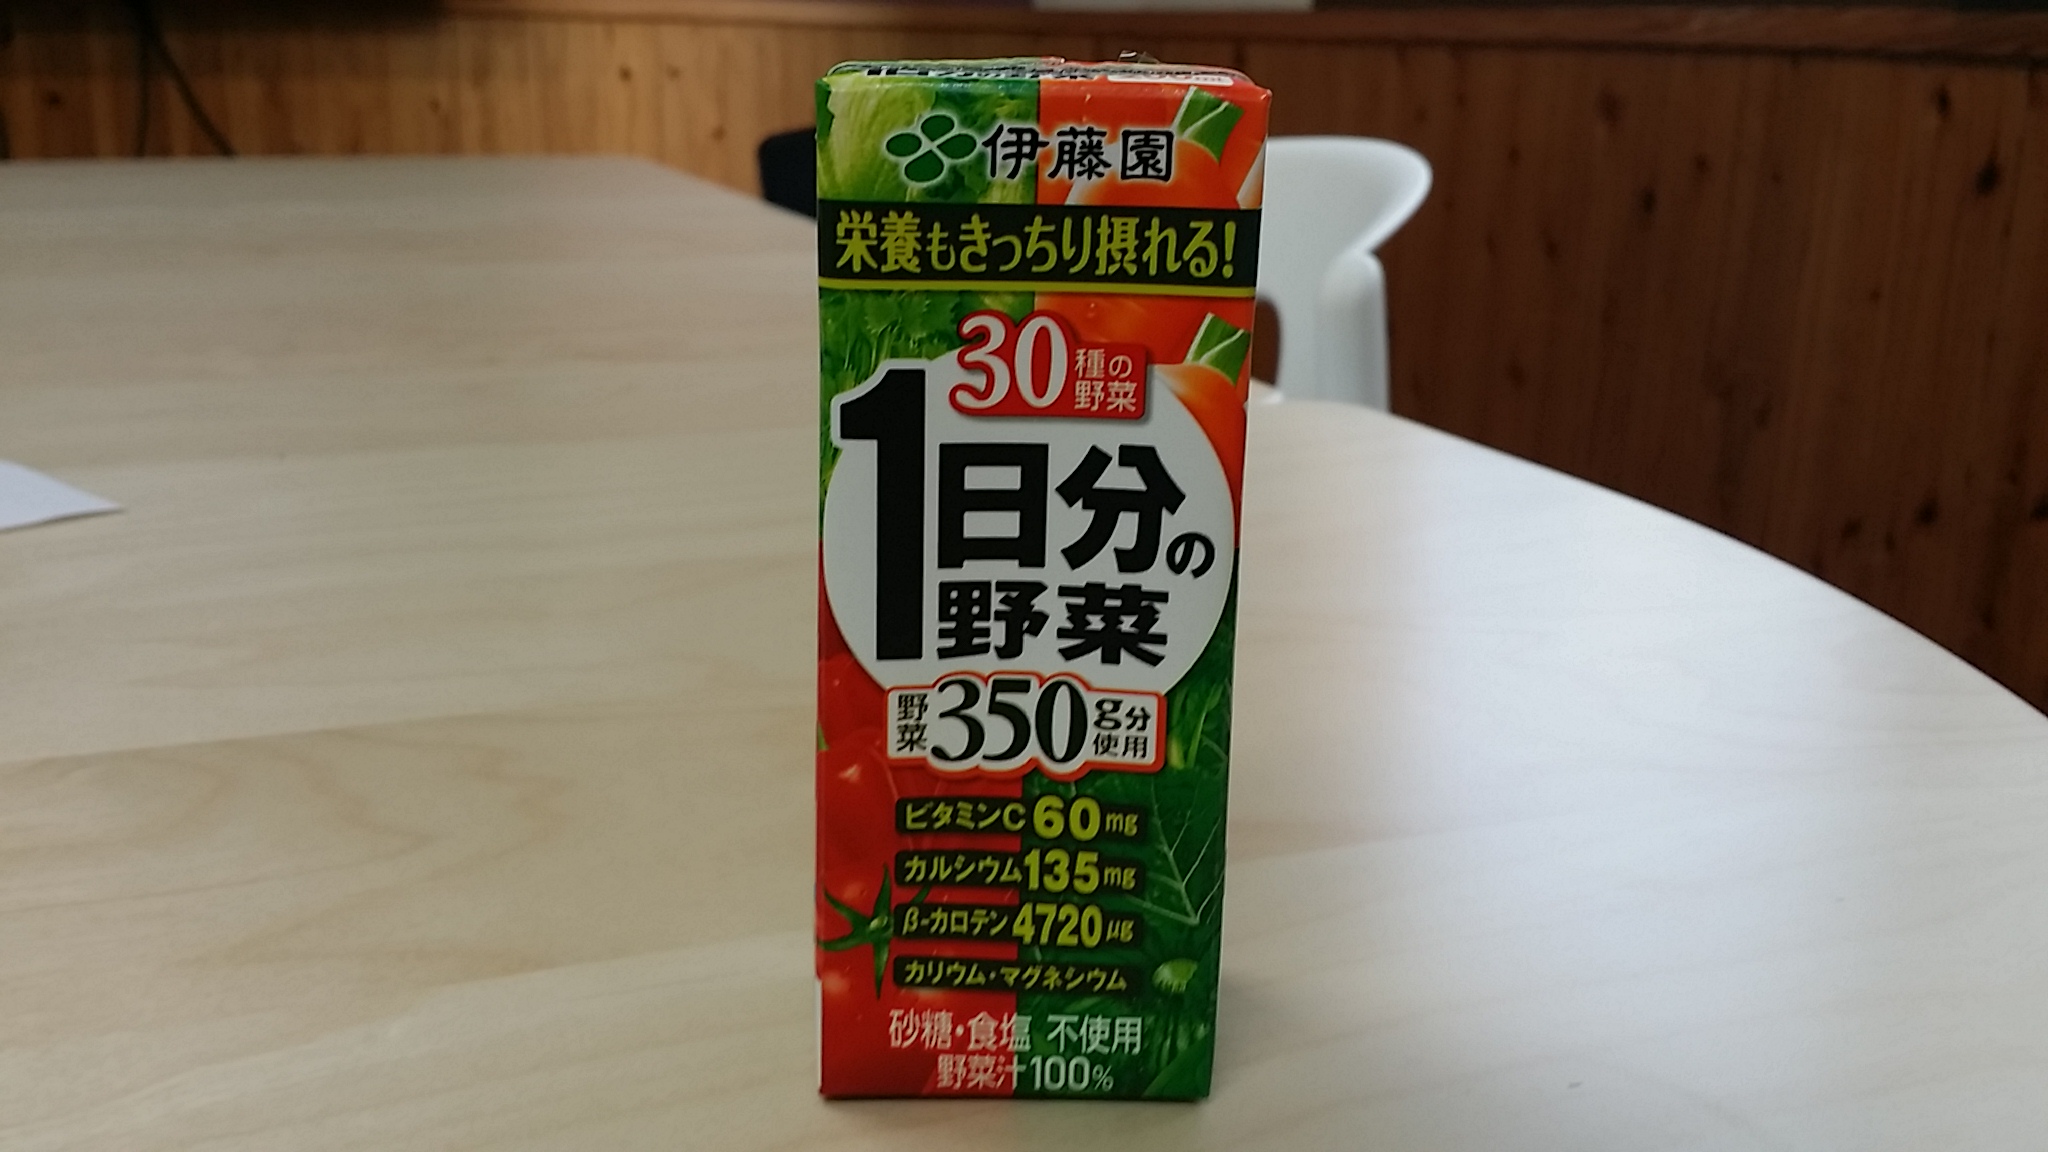 伊藤園
栄養もきっちり摂れる!
30種の野菜
1日分の野菜
野菜350g分使用
ビタミンC60mg
カルシウム135mg
β-カロテン4720μg
カリウム・マグネシウム
砂糖・食塩 不使用
野菜汁100%